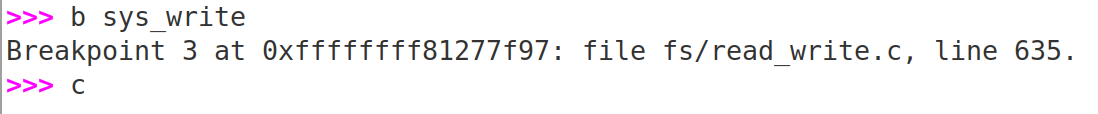 >>> b sys_write
Breakpoint 3 at 0xffffffff81277f97: file fs/read_write.c, line 635.
>>> c